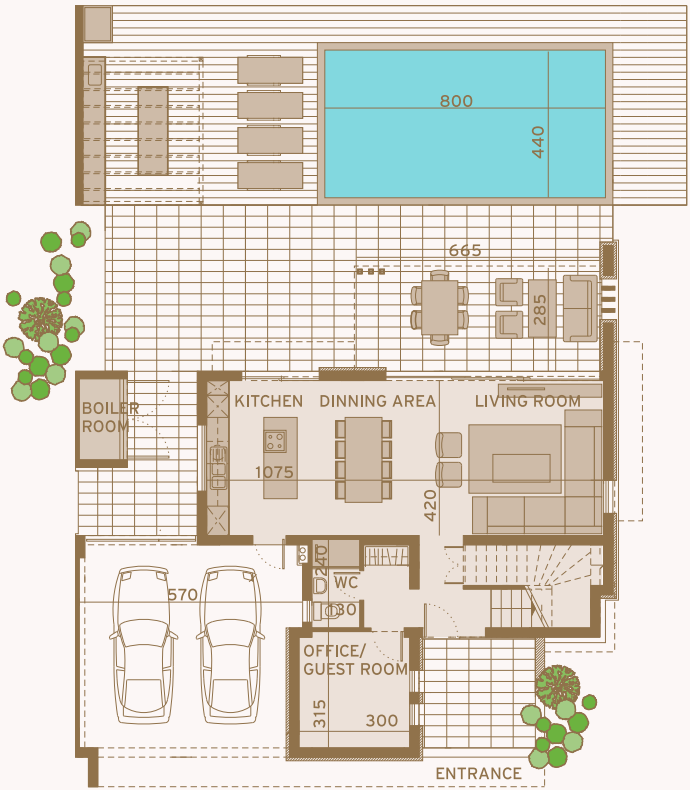 800
440
665
285
KITCHEN DINNING AREA LIVING ROOM
BOILER
ROOM
1075
420
240
570
WC
130
OFFICE/
GUEST ROOM
315
300
ENTRANCE